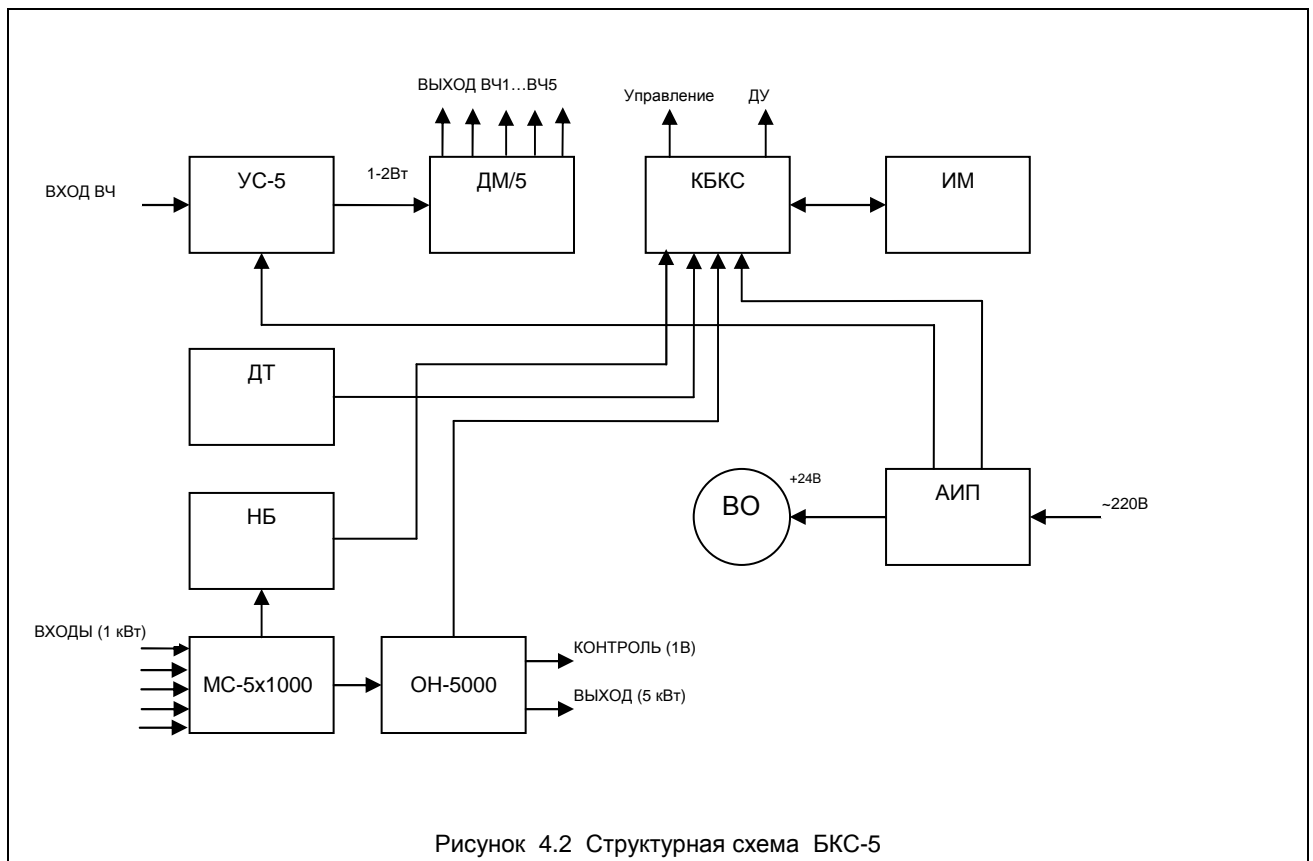 ВЫХОД ВЧ1...ВЧ5
Управление
ДУ
ВХОД ВЧ
УС-5
1-2Вт
ДМ/5
КБКС
ИМ
ДТ
НБ
ВО
+24В
АИП
~220В
ВХОДЫ (1 кВт)
МС-5х1000
ОН-5000
КОНТРОЛЬ (1В)
ВЫХОД (5 кВт)
Рисунок 4.2 Структурная схема БКС-5